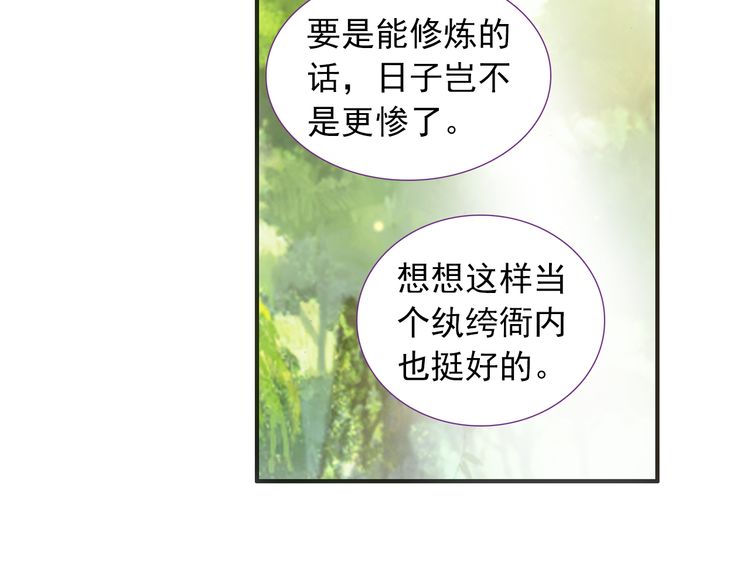 要是能修炼的
话，日子岂不
是更惨了。
想想这样当
个纨绔衙内
也挺好的。